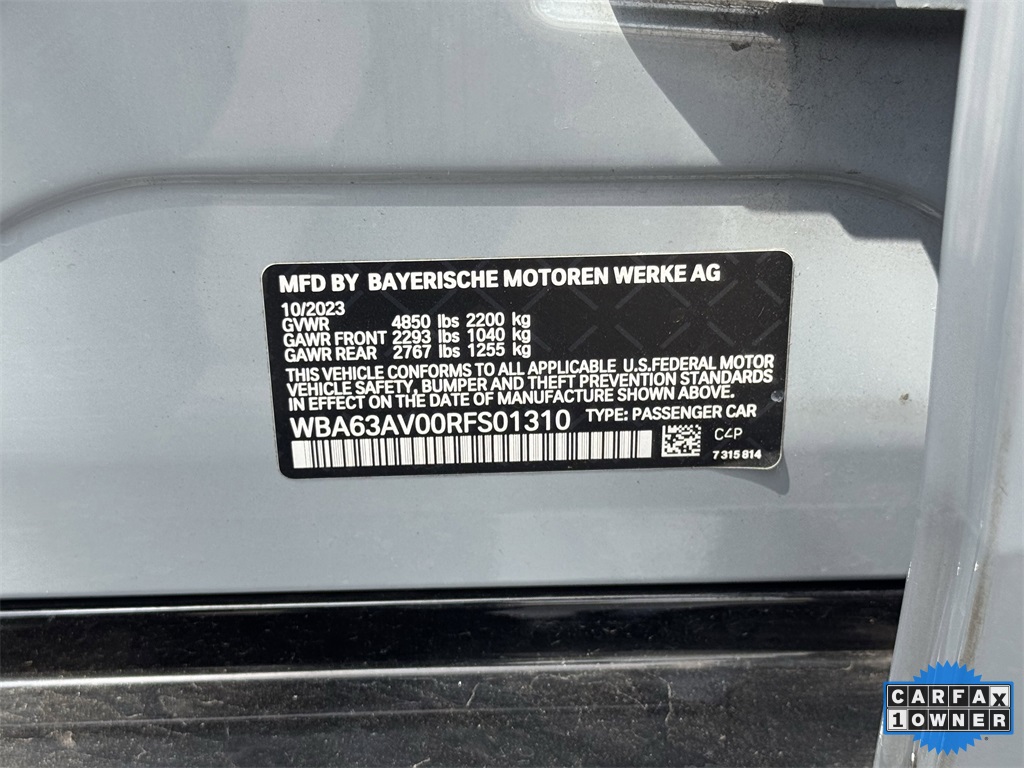 MFD BY BAYERISCHE MOTOREN WERKE AG
10/2023
GVWR 4850 lbs 2200 kg
GAWR FRONT 2293 lbs 1040 kg
GAWR REAR 2767 lbs 1255 kg
THIS VEHICLE CONFORMS TO ALL APPLICABLE U.S.FEDERAL MOTOR
VEHICLE SAFETY, BUMPER AND THEFT PREVENTION STANDARDS
IN EFFECT ON THE DATE OF MANUFACTURE SHOWN ABOVE.
WBA63AV00RFS01310 TYPE: PASSENGER CAR
C4P
7 315 814
CARFAX
1 OWNER